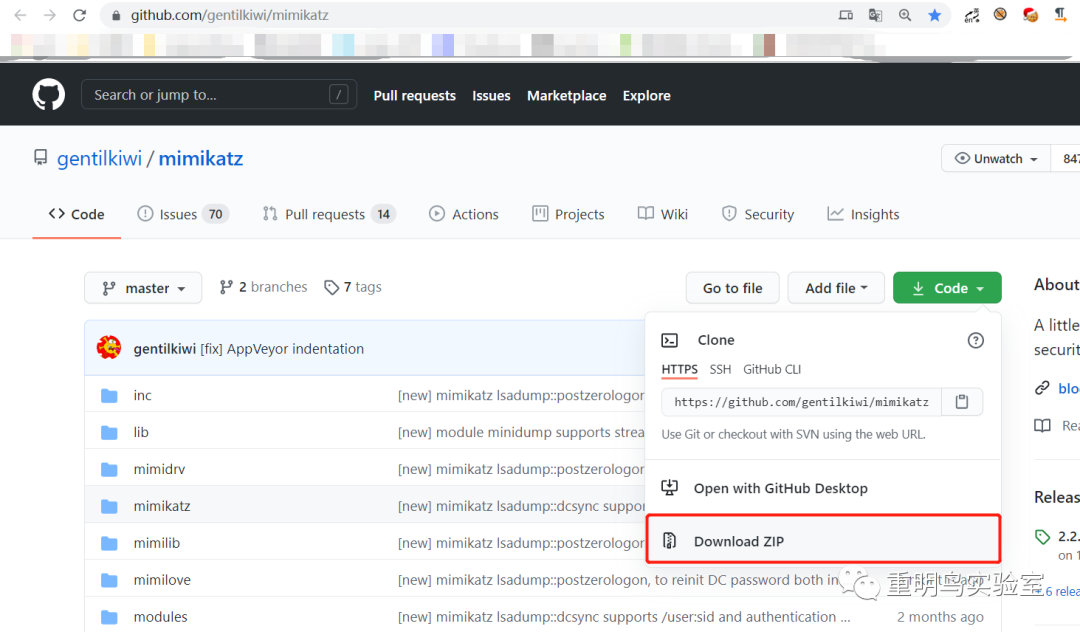 github.com/gentilkiwi/mimikatz
Search or jump to... /
Pull requests Issues Marketplace Explore
gentilkiwi / mimikatz
Unwatch 847
Code Issues 70 Pull requests 14 Actions Projects Wiki Security Insights
master 2 branches 7 tags Go to file Add file Code
About
gentilkiwi [fix] AppVeyor indentation
Clone
HTTPS SSH GitHub CLI
https://github.com/gentilkiwi/mimikatz
Use Git or checkout with SVN using the web URL.
Open with GitHub Desktop
Download ZIP
inc [new] mimikatz lsadump::postzerologon
lib [new] module minidump supports strea
mimidrv [new] mimikatz lsadump::postzerologon
mimikatz [new] mimikatz lsadump::dcsync suppor
mimilib [new] mimikatz lsadump::postzerologon
mimilove [new] mimikatz lsadump::postzerologon, to reinit DC password both in
modules [new] mimikatz lsadump::dcsync supports /user:sid and authentication ... 2 months ago
A little
securit
blo
Rea
Releas
2.2.
on 1
6 relea
重明鸟实验室